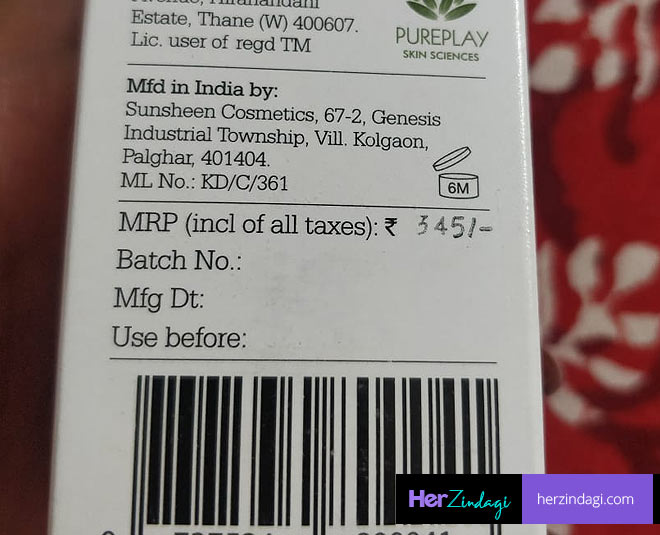 Estate, Thane (W) 400607.
Lic. user of regd TM
PUREPLAY
SKIN SCIENCES
Mfd in India by:
Sunsheen Cosmetics, 67-2, Genesis
Industrial Township, Vill. Kolgaon,
Palghar, 401404.
ML No.: KD/C/361
6M
MRP (incl of all taxes): ₹ 345/-
Batch No.:
Mfg Dt:
Use before:
HerZindagi
herzindagi.com